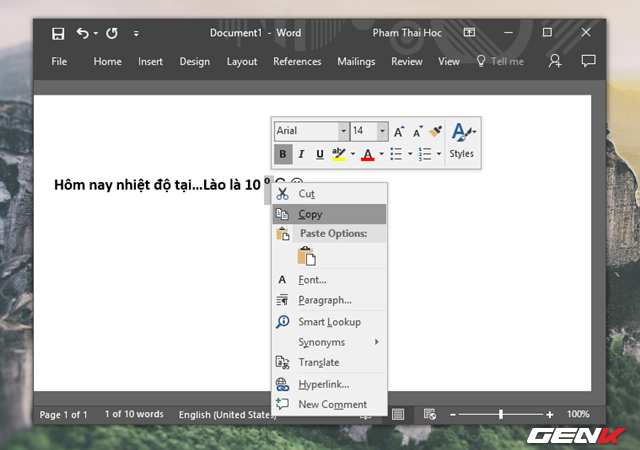 Document1 - Word
Pham Thai Hoc
File Home Insert Design Layout References Mailings Review View Tell me
Arial 14
B I U Styles
Hôm nay nhiệt độ tại...Lào là 10 º C
Cut
Copy
Paste Options:
Font...
Paragraph...
Smart Lookup
Synonyms
Translate
Hyperlink...
New Comment
Page 1 of 1 1 of 10 words English (United States) 100%
GENK